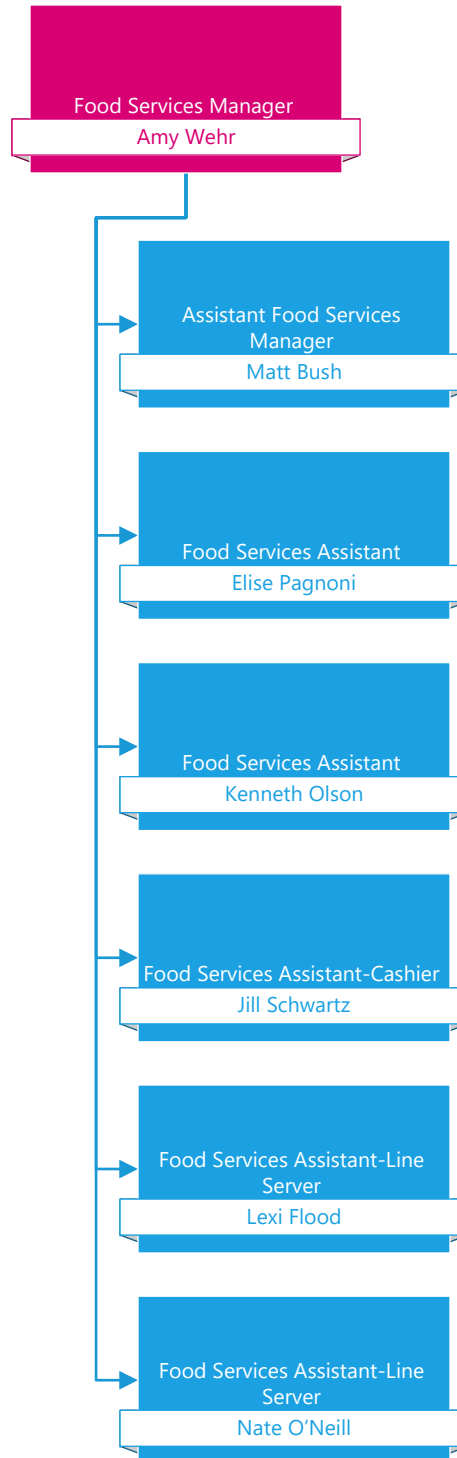 Food Services Manager
Amy Wehr
Assistant Food Services
Manager
Matt Bush
Food Services Assistant
Elise Pagnoni
Food Services Assistant
Kenneth Olson
Food Services Assistant-Cashier
Jill Schwartz
Food Services Assistant-Line
Server
Lexi Flood
Food Services Assistant-Line
Server
Nate O’Neill